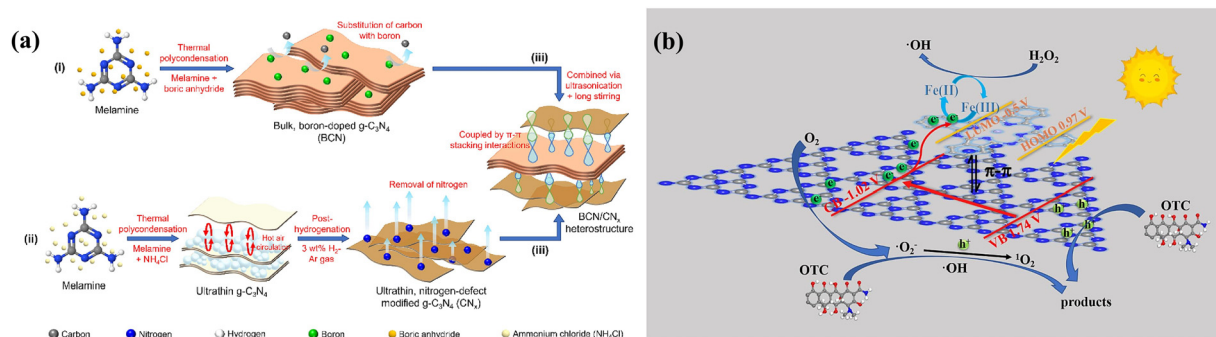 (a)
(i)
Melamine
Thermal
polycondensation
Melamine +
boric anhydride
Substitution of carbon
with boron
Bulk, boron-doped g-C₃N₄
(BCN)
(iii)
Combined via
ultrasonication
+ long stirring
Coupled by π-π
stacking interactions
BCN/CNₓ
heterostructure
(ii)
Melamine
Thermal
polycondensation
Melamine
+ NH₄Cl
Hot air
circulation
Ultrathin g-C₃N₄
Post-
hydrogenation
3 wt% H₂-
Ar gas
Removal of nitrogen
Ultrathin, nitrogen-defect
modified g-C₃N₄ (CNₓ)
(iii)
Carbon
Nitrogen
Hydrogen
Boron
Boric anhydride
Ammonium chloride (NH₄Cl)
(b)
·OH
H₂O₂
Fe(II)
Fe(III)
LUMO -0.5 V
HOMO 0.97 V
O₂
e⁻
e⁻
e⁻
e⁻
e⁻
e⁻
CB -1.02 V
π-π
VB 1.74 V
h⁺
h⁺
h⁺
h⁺
OTC
·O₂⁻
h⁺
¹O₂
·OH
OTC
products